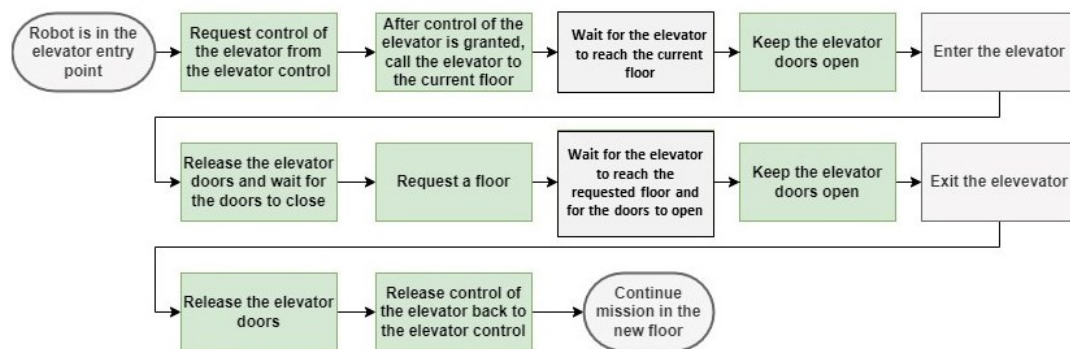 Robot is in the
elevator entry
point
Request control of
the elevator from
the elevator control
After control of the
elevator is granted,
call the elevator to
the current floor
Wait for the elevator
to reach the current
floor
Keep the elevator
doors open
Enter the elevator
Release the elevator
doors and wait for
the doors to close
Request a floor
Wait for the elevator
to reach the
requested floor and
for the doors to open
Keep the elevator
doors open
Exit the elevevator
Release the elevator
doors
Release control of
the elevator back to
the elevator control
Continue
mission in the
new floor